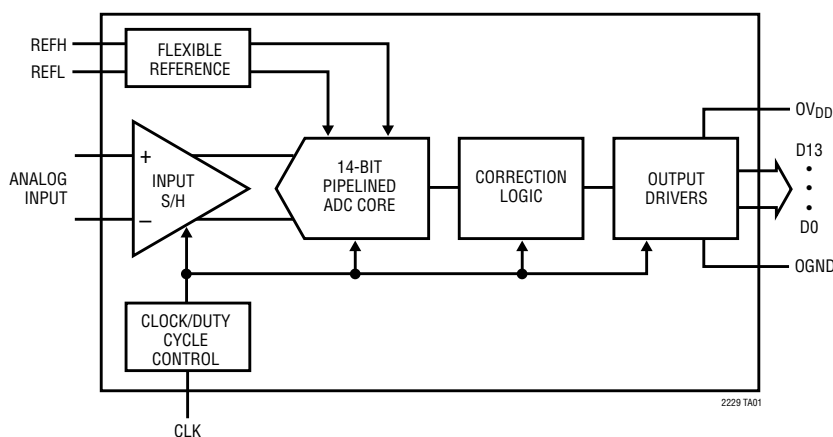 REFH
REFL
FLEXIBLE
REFERENCE
OVDD
ANALOG
INPUT
+
−
INPUT
S/H
14-BIT
PIPELINED
ADC CORE
CORRECTION
LOGIC
OUTPUT
DRIVERS
D13
•
•
•
D0
OGND
CLOCK/DUTY
CYCLE
CONTROL
CLK
2229 TA01